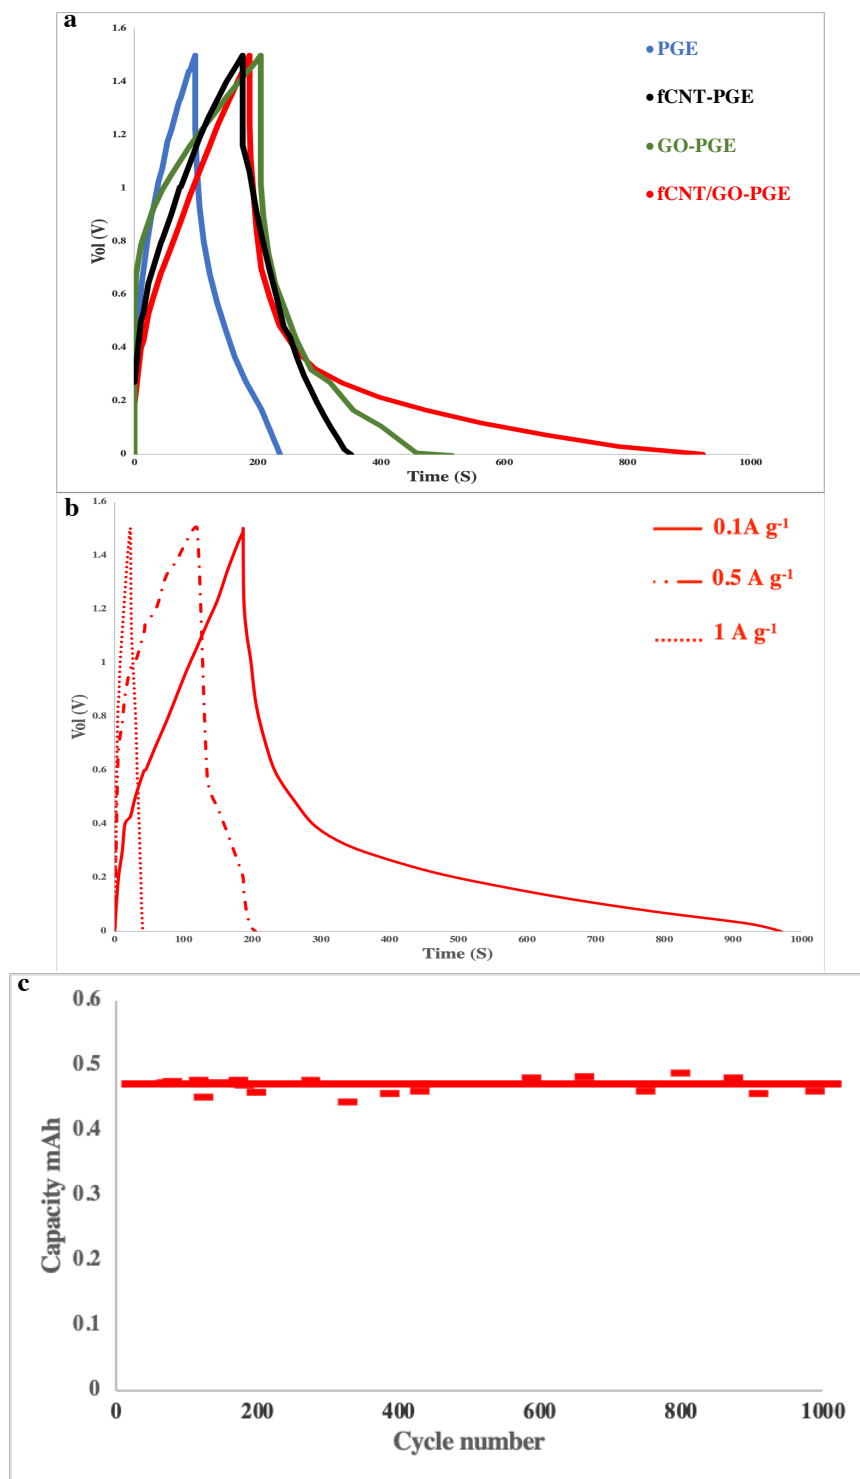 a
1.6
1.4
1.2
1
0.8
0.6
0.4
0.2
0
Vol (V)
0 200 400 600 800 1000
Time (S)
PGE
fCNT-PGE
GO-PGE
fCNT/GO-PGE
b
1.6
1.4
1.2
1
0.8
0.6
0.4
0.2
0
Vol (V)
0 100 200 300 400 500 600 700 800 900 1000
Time (S)
0.1A g-1
0.5 A g-1
1 A g-1
c
0.6
0.5
0.4
0.3
0.2
0.1
0
Capacity mAh
0 200 400 600 800 1000
Cycle number